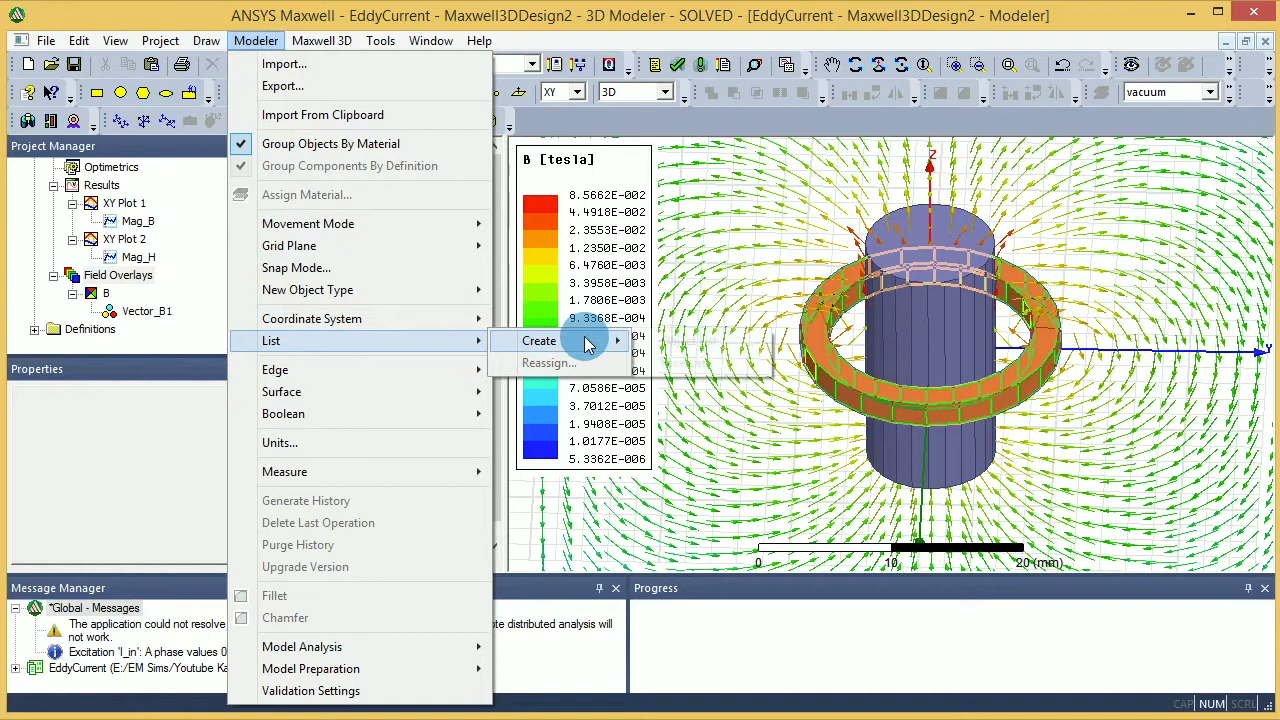 ANSYS Maxwell - EddyCurrent - Maxwell3DDesign2 - 3D Modeler - SOLVED - [EddyCurrent - Maxwell3DDesign2 - Modeler]
File Edit View Project Draw Modeler Maxwell 3D Tools Window Help
XY 3D vacuum
Project Manager
Optimetrics
Results
XY Plot 1
Mag_B
XY Plot 2
Mag_H
Field Overlays
B
Vector_B1
Definitions
Properties
Import...
Export...
Import From Clipboard
Group Objects By Material
Group Components By Definition
Assign Material...
Movement Mode
Grid Plane
Snap Mode...
New Object Type
Coordinate System
List
Edge
Surface
Boolean
Units...
Measure
Generate History
Delete Last Operation
Purge History
Upgrade Version
Fillet
Chamfer
Model Analysis
Model Preparation
Validation Settings
Create
Reassign...
B [tesla]
8.5662E-002
4.4918E-002
2.3553E-002
1.2350E-002
6.4760E-003
3.3958E-003
1.7806E-003
9.3368E-004
04
04
04
7.0586E-005
3.7012E-005
1.9408E-005
1.0177E-005
5.3362E-006
Z
Y
0 10 20 (mm)
Message Manager
*Global - Messages
The application could not resolve
ote distributed analysis will
not work.
Excitation 'I_in': A phase values 0
EddyCurrent (E:/EM Sims/Youtube Ka
Progress
CAP NUM SCRL